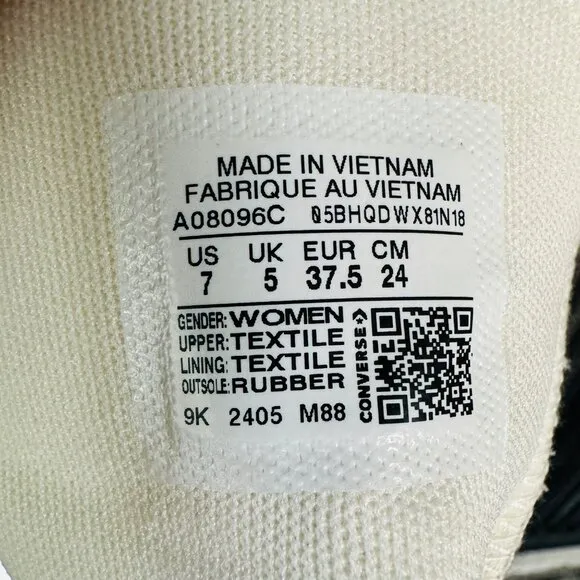 MADE IN VIETNAM
FABRIQUE AU VIETNAM
A08096C 05BHQDWX81N18
US UK EUR CM
7 5 37.5 24
GENDER: WOMEN
UPPER: TEXTILE
LINING: TEXTILE
OUTSOLE: RUBBER
9K 2405 M88
CONVERSE